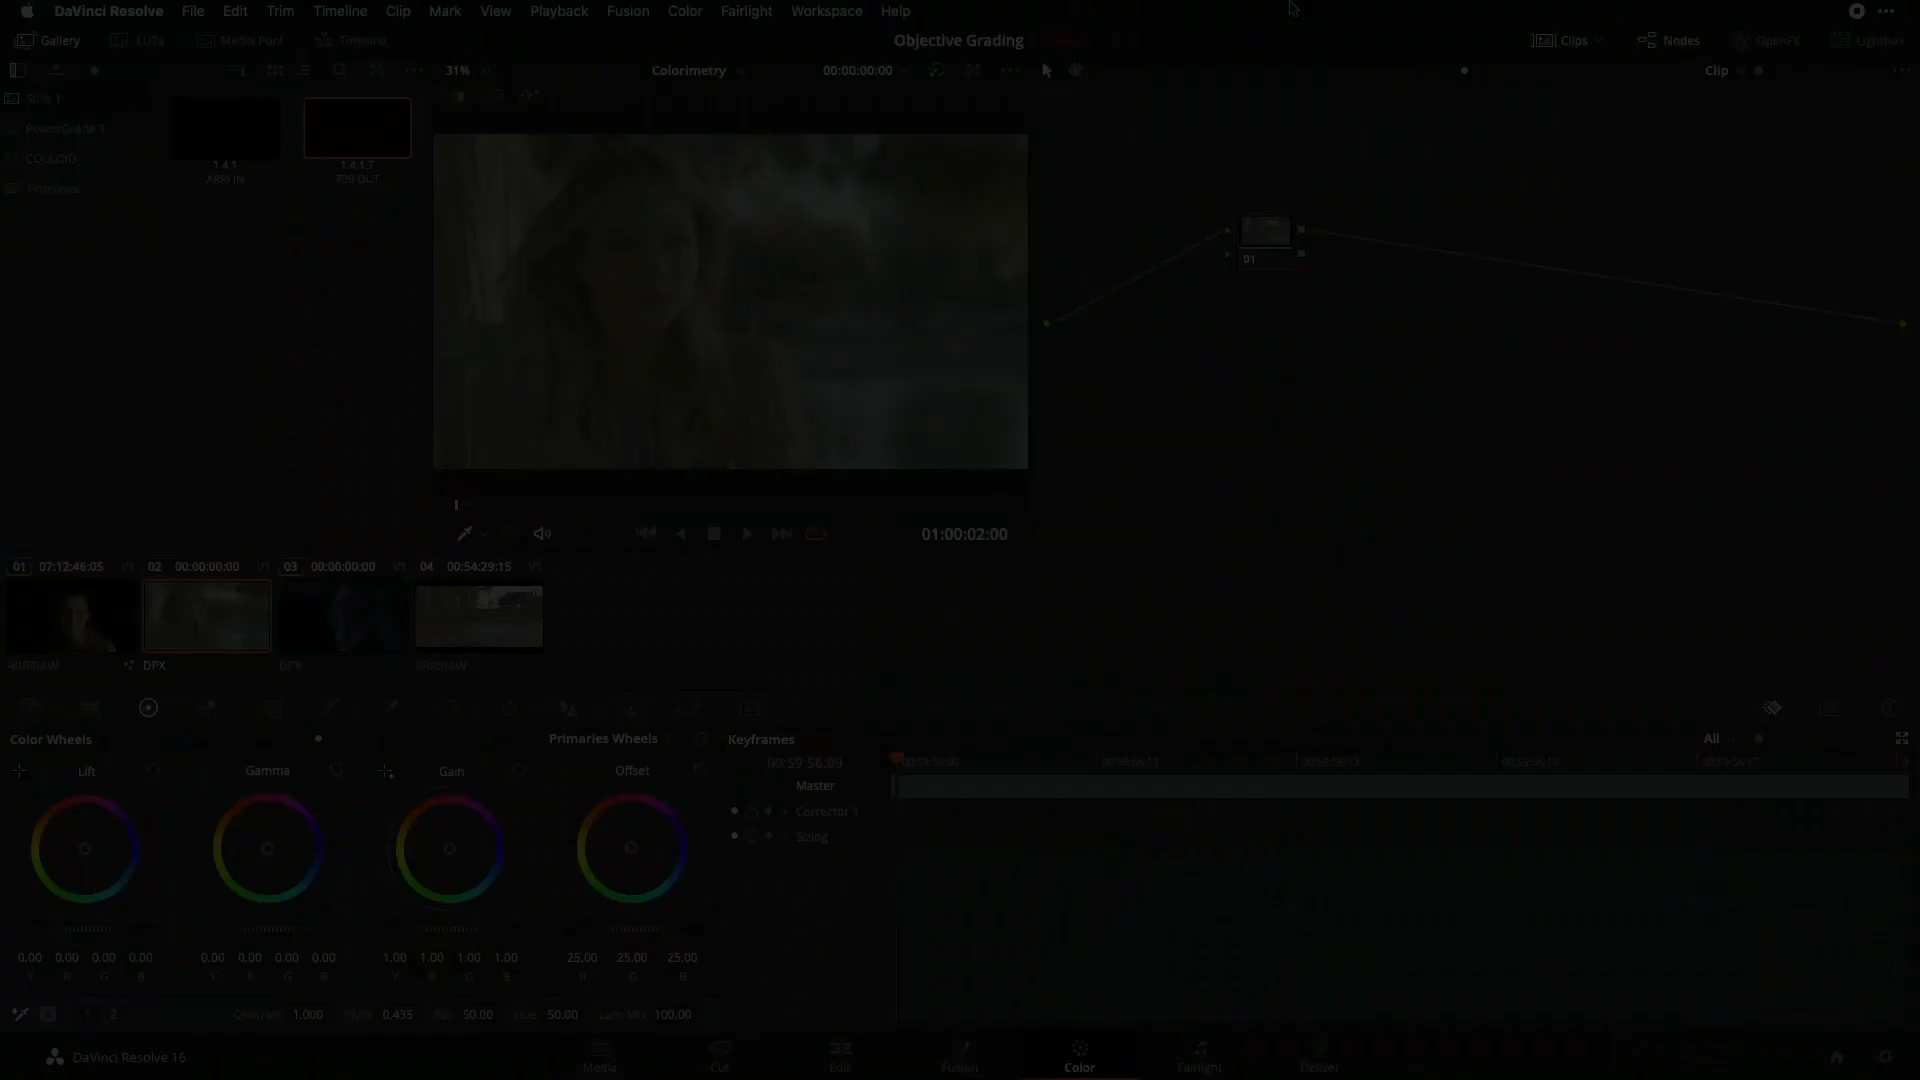 DaVinci Resolve File Edit Trim Timeline Clip Mark View Playback Fusion Color Fairlight Workspace Help
Gallery LUTs Media Pool Timeline Objective Grading Clips Nodes OpenFX Lightbox
31% Colorimetry 00:00:00:00 Clip
Stills 1
PowerGrade 1
COLLOID
Timelines
1.4.1
ARRI IN
1.4.1.T
709 OUT
01
01:00:02:00
01 07:12:46:05 V1 02 00:00:00:00 V1 03 00:00:00:00 V1 04 00:54:29:15 V1
ARRIRAW DPX DPX ARRIRAW
Color Wheels Primaries Wheels Keyframes All
Lift Gamma Gain Offset
00:59:56:09
Master
Corrector 1
Sizing
0.00 0.00 0.00 0.00 0.00 0.00 0.00 0.00 1.00 1.00 1.00 1.00 25.00 25.00 25.00
Y R G B Y R G B Y R G B R G B
2 Contrast 1.000 Pivot 0.435 Sat 50.00 Hue 50.00 Lum Mix 100.00
DaVinci Resolve 16 Media Cut Edit Fusion Color Fairlight Deliver